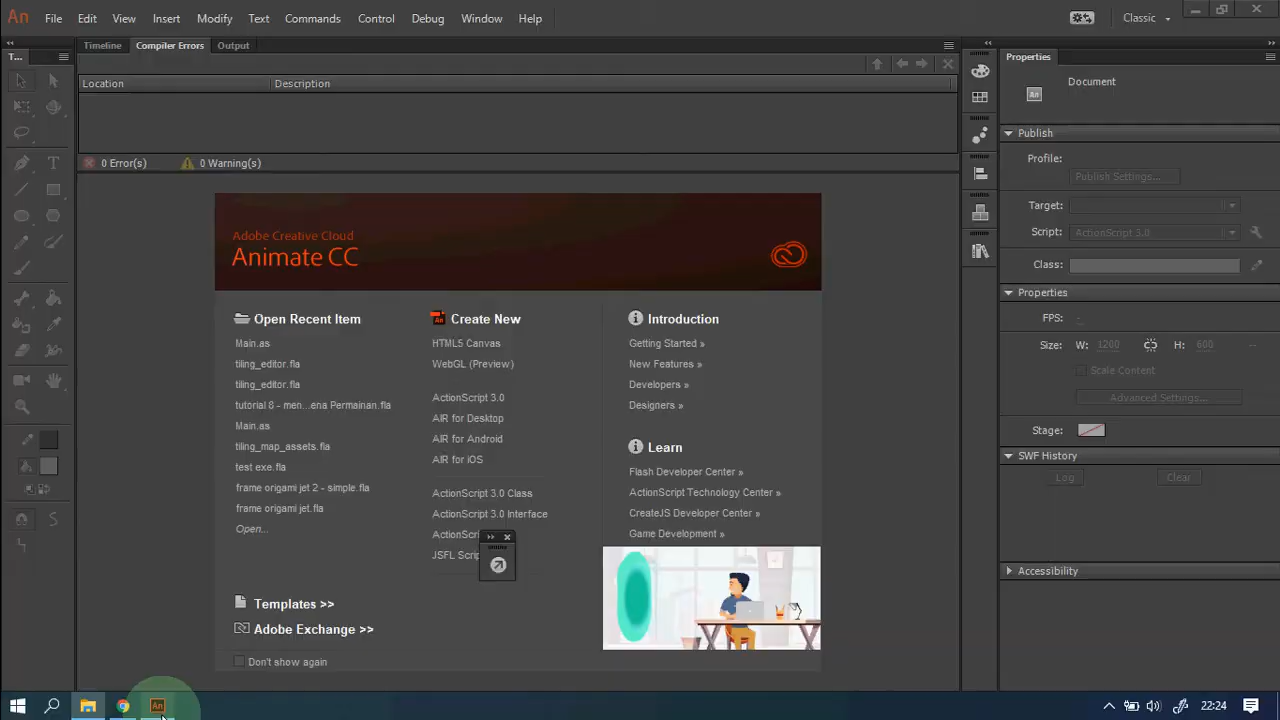 An File Edit View Insert Modify Text Commands Control Debug Window Help Classic
Timeline Compiler Errors Output
T...
Properties
Location Description
An Document
Publish
0 Error(s) 0 Warning(s)
Profile:
Publish Settings...
Target:
Script: ActionScript 3.0
Class:
Properties
FPS: -
Size: W: 1200 H: 600
Scale Content
Advanced Settings...
Stage:
SWF History
Log Clear
Accessibility
Adobe Creative Cloud
Animate CC
Open Recent Item
Main.as
tiling_editor.fla
tiling_editor.fla
tutorial 8 - men...ena Permainan.fla
Main.as
tiling_map_assets.fla
test exe.fla
frame origami jet 2 - simple.fla
frame origami jet.fla
Open...
Templates >>
Adobe Exchange >>
Don't show again
An Create New
HTML5 Canvas
WebGL (Preview)
ActionScript 3.0
AIR for Desktop
AIR for Android
AIR for iOS
ActionScript 3.0 Class
ActionScript 3.0 Interface
ActionScr
JSFL Scrip
Introduction
Getting Started »
New Features »
Developers »
Designers »
Learn
Flash Developer Center »
ActionScript Technology Center »
CreateJS Developer Center »
Game Development »
An
22:24